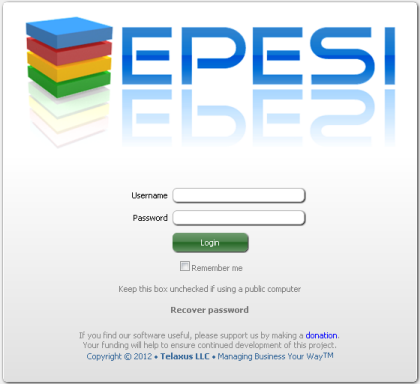 EPESI
Username
Password
Login
Remember me
Keep this box unchecked if using a public computer
Recover password
If you find our software useful, please support us by making a donation.
Your funding will help to ensure continued development of this project.
Copyright © 2012 • Telaxus LLC • Managing Business Your Way™